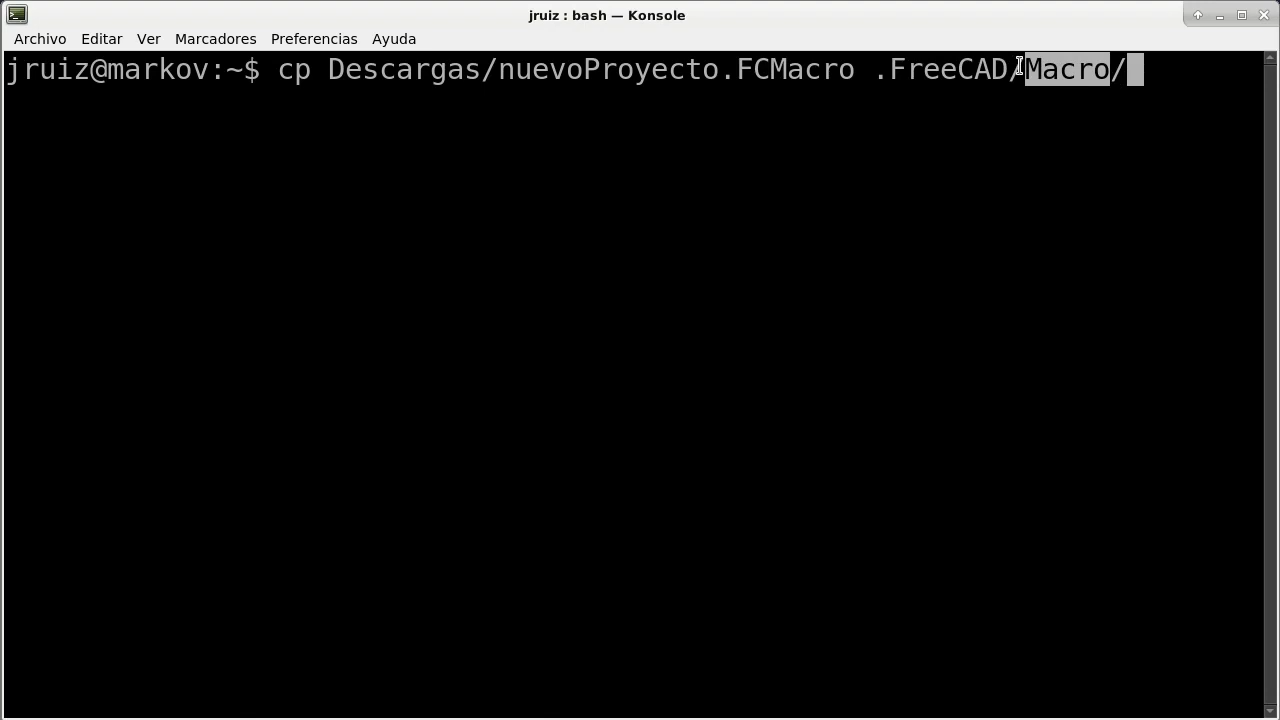 jruiz : bash — Konsole
Archivo Editar Ver Marcadores Preferencias Ayuda
jruiz@markov:~$ cp Descargas/nuevoProyecto.FCMacro .FreeCAD/Macro/